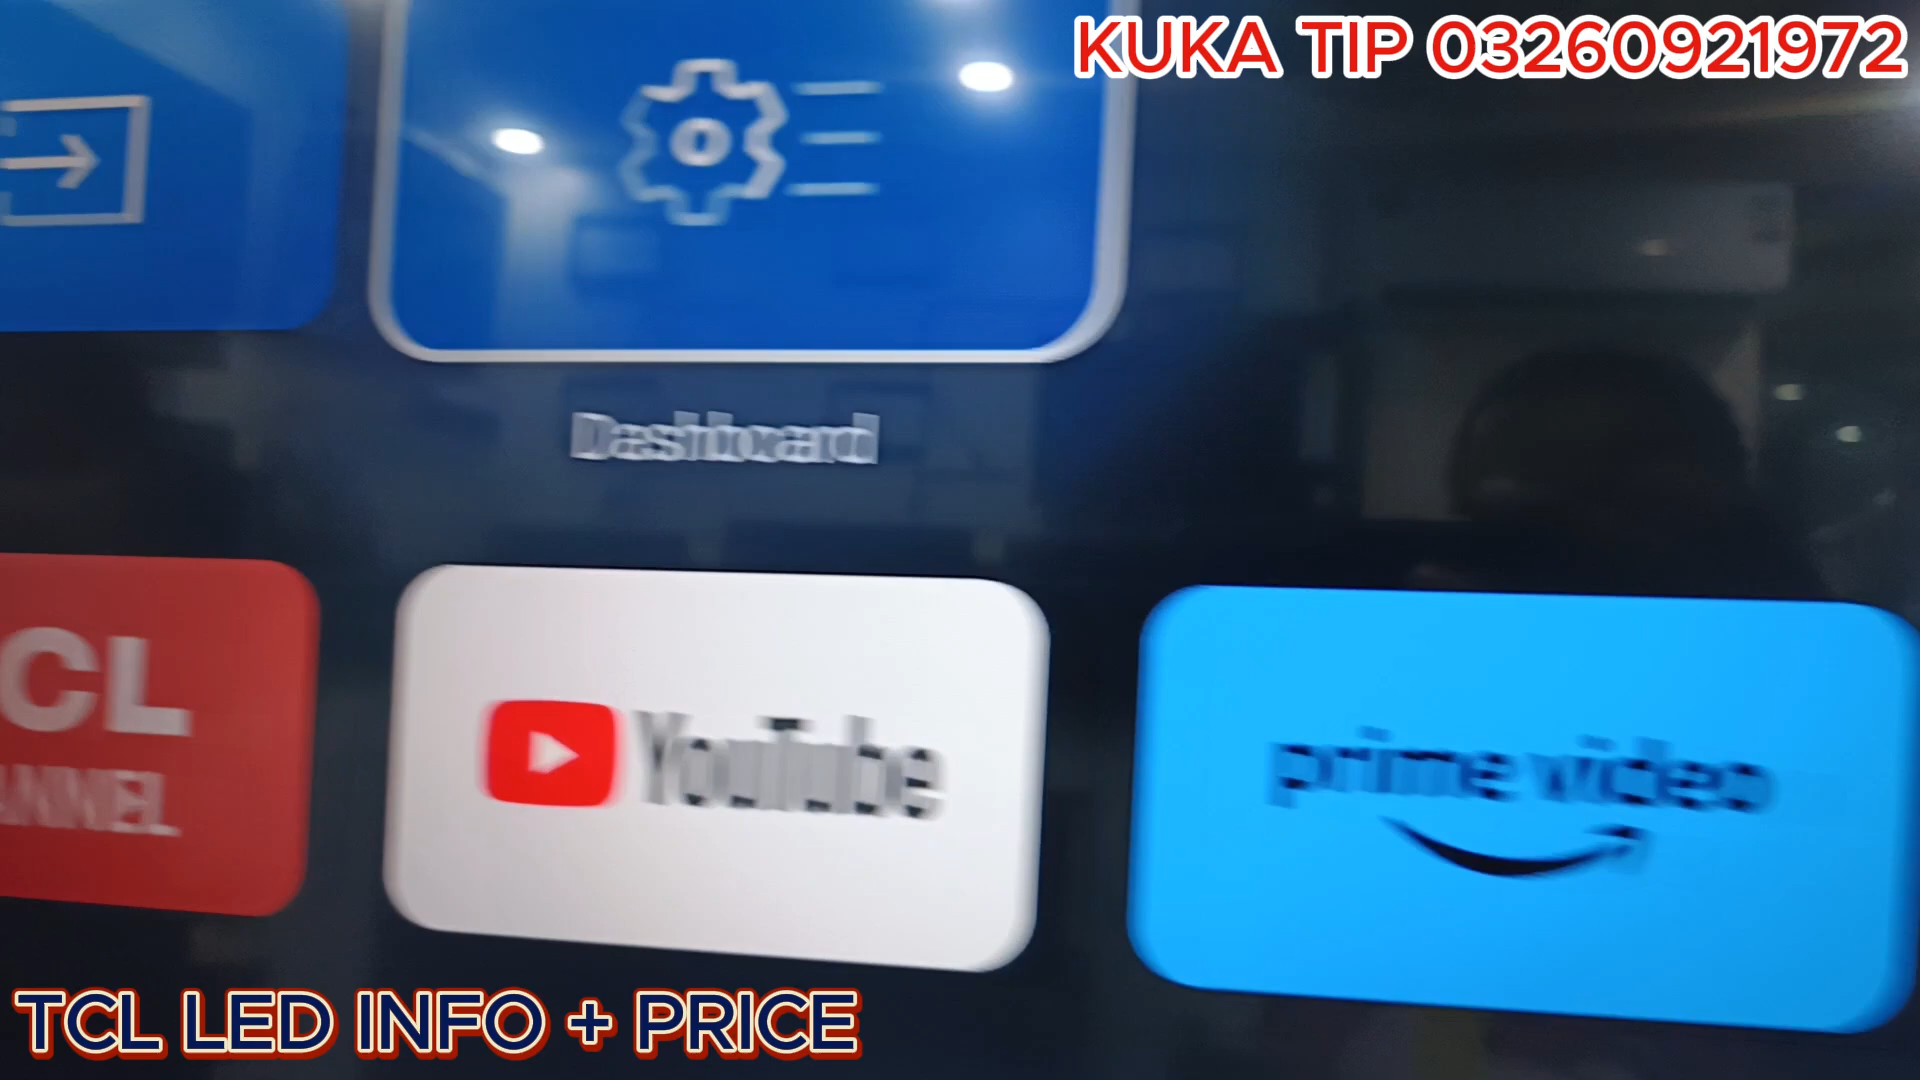 KUKA TIP 03260921972
Dashboard
CL
ANNEL
YouTube
prime video
TCL LED INFO + PRICE